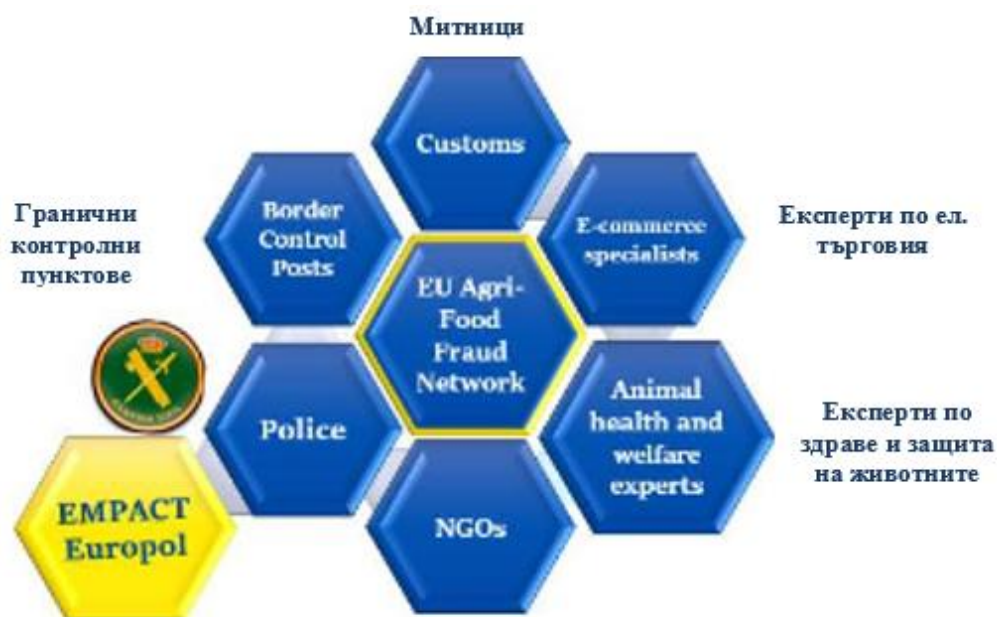 Митници
Customs
Гранични
контролни
пунктове
Border
Control
Posts
E-commerce
specialists
Експерти по ел.
търговия
EU Agri-
Food
Fraud
Network
Police
Animal
health and
welfare
experts
Експерти по
здраве и защита
на животните
EMPACT
Europol
NGOs